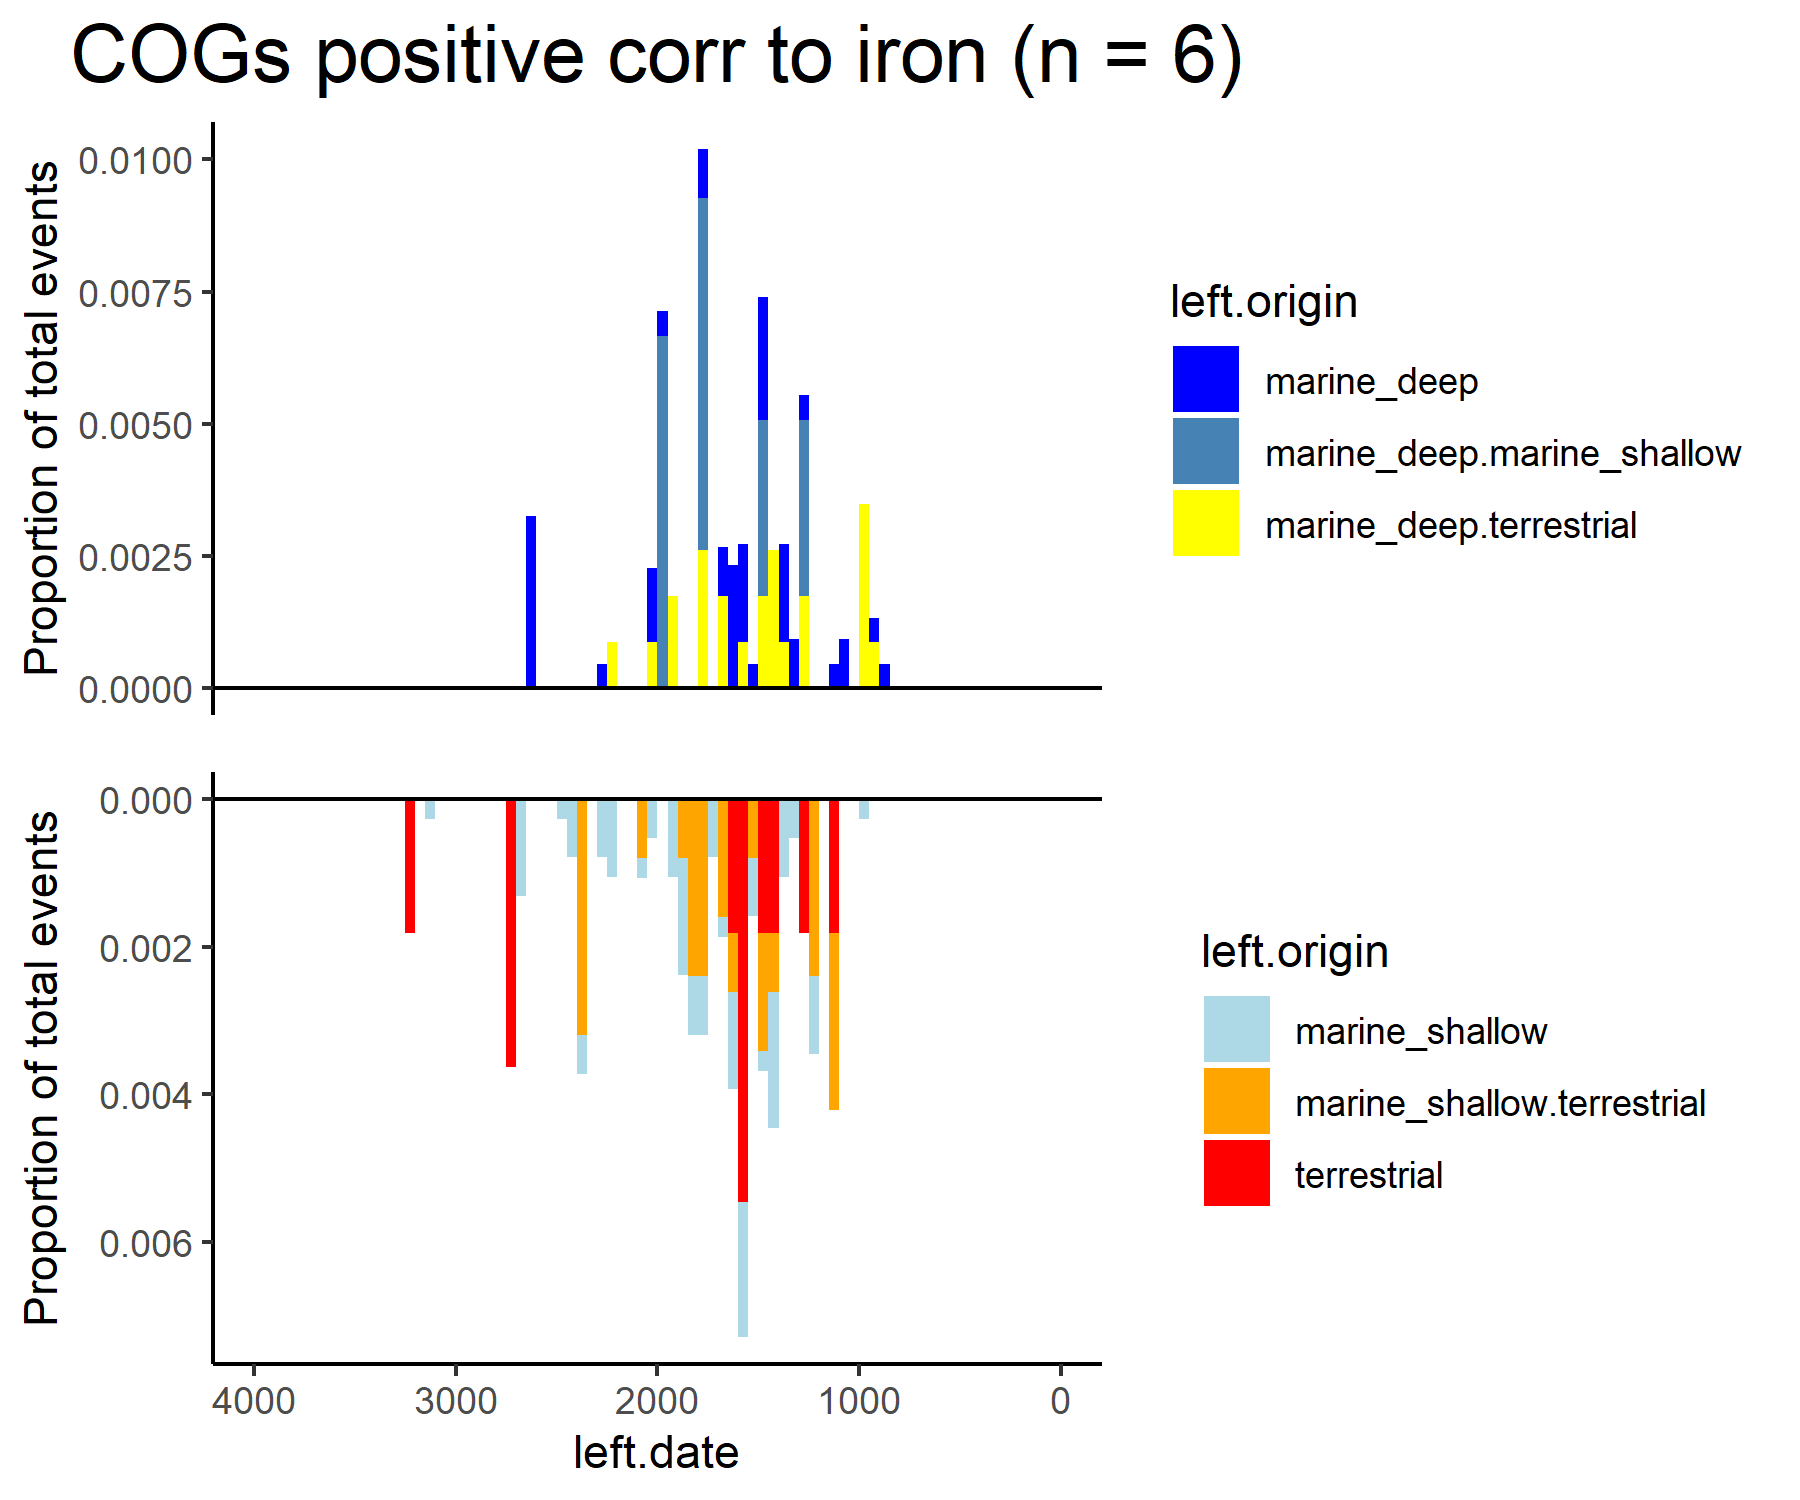 COGs positive corr to iron (n = 6)
Proportion of total events
0.0100
0.0075
0.0050
0.0025
0.0000
left.origin
marine_deep
marine_deep.marine_shallow
marine_deep.terrestrial
Proportion of total events
0.000
0.002
0.004
0.006
4000 3000 2000 1000 0
left.date
left.origin
marine_shallow
marine_shallow.terrestrial
terrestrial